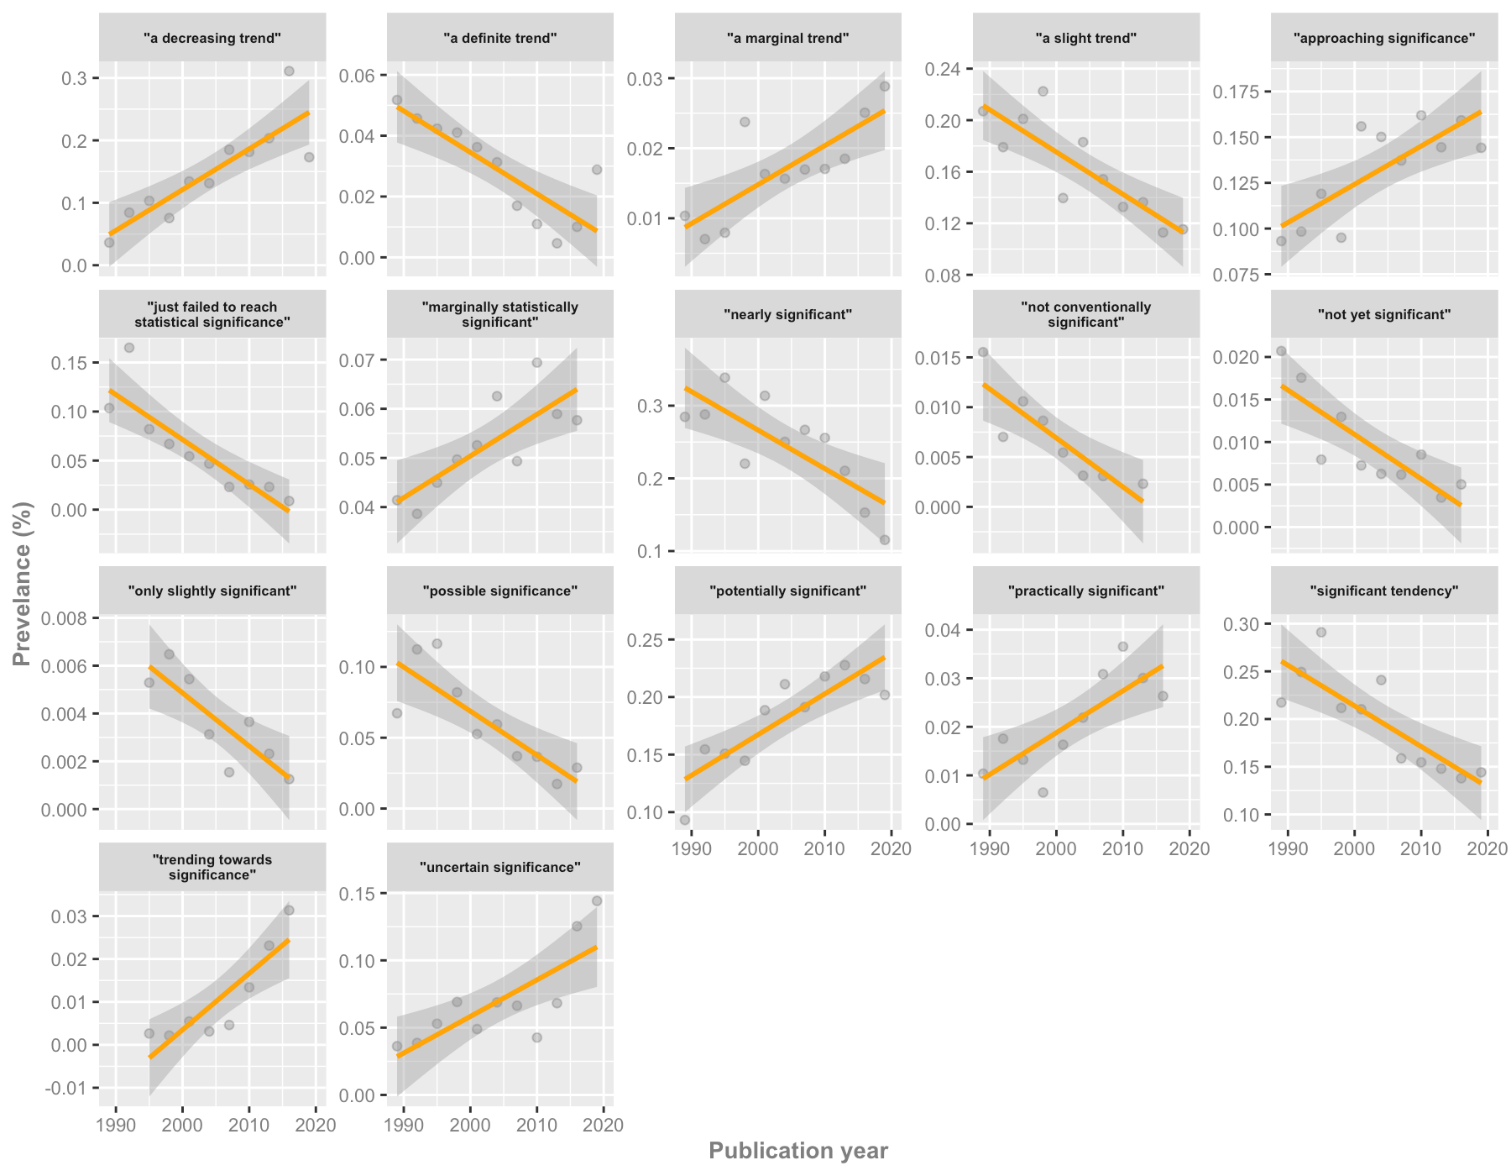 "a decreasing trend"
"a definite trend"
"a marginal trend"
"a slight trend"
"approaching significance"
0.3
0.2
0.1
0.0
0.06
0.04
0.02
0.00
0.03
0.02
0.01
0.24
0.20
0.16
0.12
0.08
0.175
0.150
0.125
0.100
0.075
"just failed to reach
statistical significance"
"marginally statistically
significant"
"nearly significant"
"not conventionally
significant"
"not yet significant"
0.15
0.10
0.05
0.00
0.07
0.06
0.05
0.04
0.3
0.2
0.1
0.015
0.010
0.005
0.000
0.020
0.015
0.010
0.005
0.000
"only slightly significant"
"possible significance"
"potentially significant"
"practically significant"
"significant tendency"
0.008
0.006
0.004
0.002
0.000
0.10
0.05
0.00
0.25
0.20
0.15
0.10
0.04
0.03
0.02
0.01
0.00
0.30
0.25
0.20
0.15
0.10
1990 2000 2010 2020
1990 2000 2010 2020
1990 2000 2010 2020
"trending towards
significance"
"uncertain significance"
0.03
0.02
0.01
0.00
-0.01
0.15
0.10
0.05
0.00
1990 2000 2010 2020
1990 2000 2010 2020
Prevelance (%)
Publication year